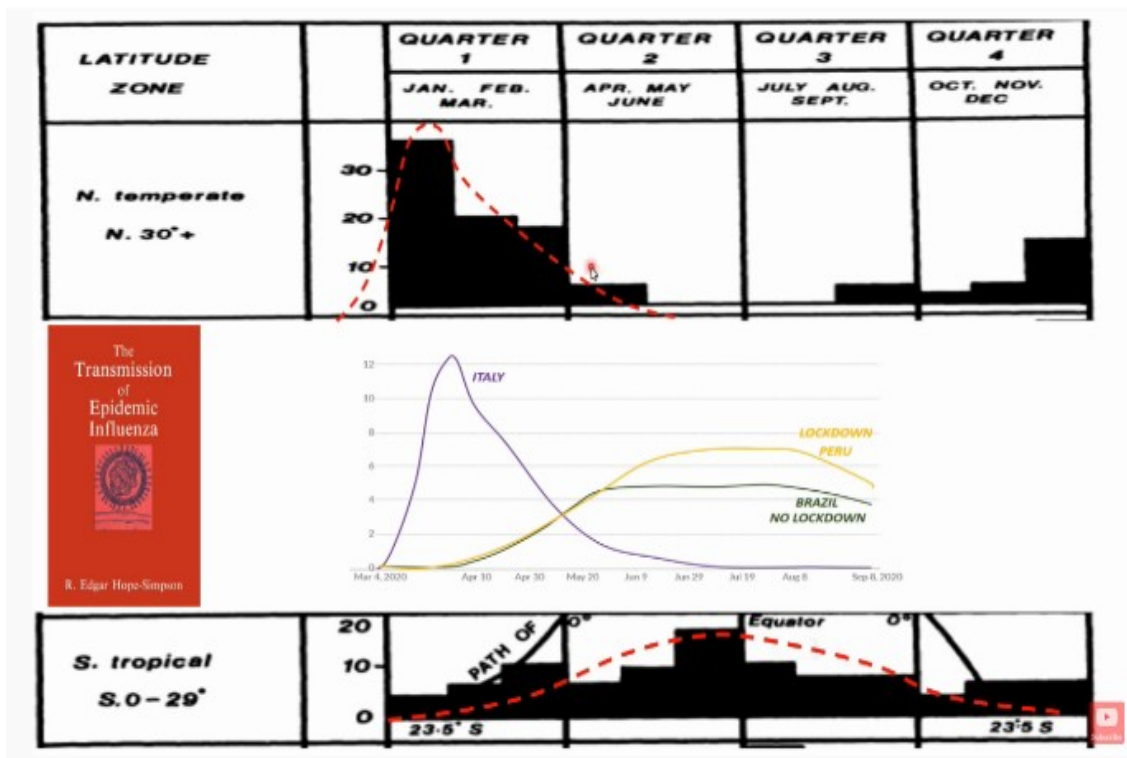 LATITUDE
ZONE
QUARTER
1
QUARTER
2
QUARTER
3
QUARTER
4
JAN. FEB.
MAR.
APR. MAY
JUNE
JULY AUG.
SEPT.
OCT. NOV.
DEC
N. temperate
N. 30°+
30
20
10
0
The
Transmission
of
Epidemic
Influenza
R. Edgar Hope-Simpson
12
10
8
6
4
2
0
ITALY
LOCKDOWN
PERU
BRAZIL
NO LOCKDOWN
Mar 4, 2020
Apr 10
Apr 30
May 20
Jun 9
Jun 29
Jul 19
Aug 8
Sep 8, 2020
S. tropical
S.0-29°
20
10
0
PATH OF
0°
Equator
0°
23.5° S
23.5 S
Subscribe